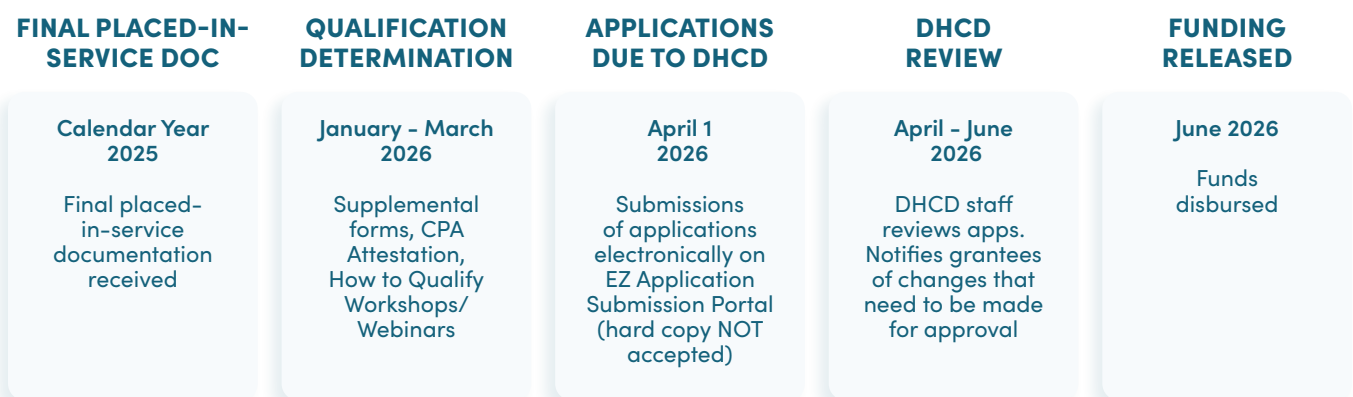 FINAL PLACED-IN-
SERVICE DOC
Calendar Year
2025
Final placed-
in-service
documentation
received
QUALIFICATION
DETERMINATION
January - March
2026
Supplemental
forms, CPA
Attestation,
How to Qualify
Workshops/
Webinars
APPLICATIONS
DUE TO DHCD
April 1
2026
Submissions
of applications
electronically on
EZ Application
Submission Portal
(hard copy NOT
accepted)
DHCD
REVIEW
April - June
2026
DHCD staff
reviews apps.
Notifies grantees
of changes that
need to be made
for approval
FUNDING
RELEASED
June 2026
Funds
disbursed